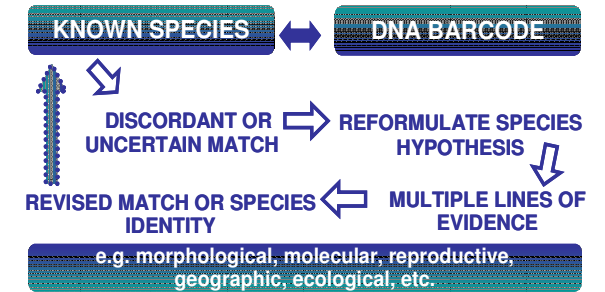 KNOWN SPECIES
DNA BARCODE
DISCORDANT OR
UNCERTAIN MATCH
REFORMULATE SPECIES
HYPOTHESIS
REVISED MATCH OR SPECIES
IDENTITY
MULTIPLE LINES OF
EVIDENCE
e.g. morphological, molecular, reproductive,
geographic, ecological, etc.